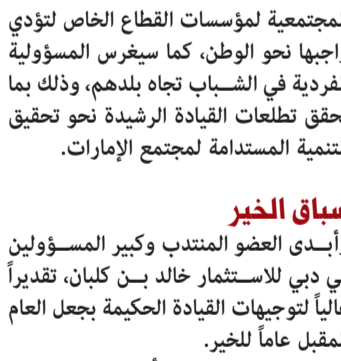 لمجتمعية لمؤسسات القطاع الخاص لتؤدي
اجبها نحو الوطن، كما سيغرس المسؤولية
لفردية في الشباب تجاه بلدهم، وذلك بما
حقق تطلعات القيادة الرشيدة نحو تحقيق
لتنمية المستدامة لمجتمع الإمارات.
سباق الخير
أبدى العضو المنتدب وكبير المسؤولين
ي دبي للاستثمار خالد بن كلبان، تقديراً
الياً لتوجيهات القيادة الحكيمة بجعل العام
لمقبل عاماً للخير.